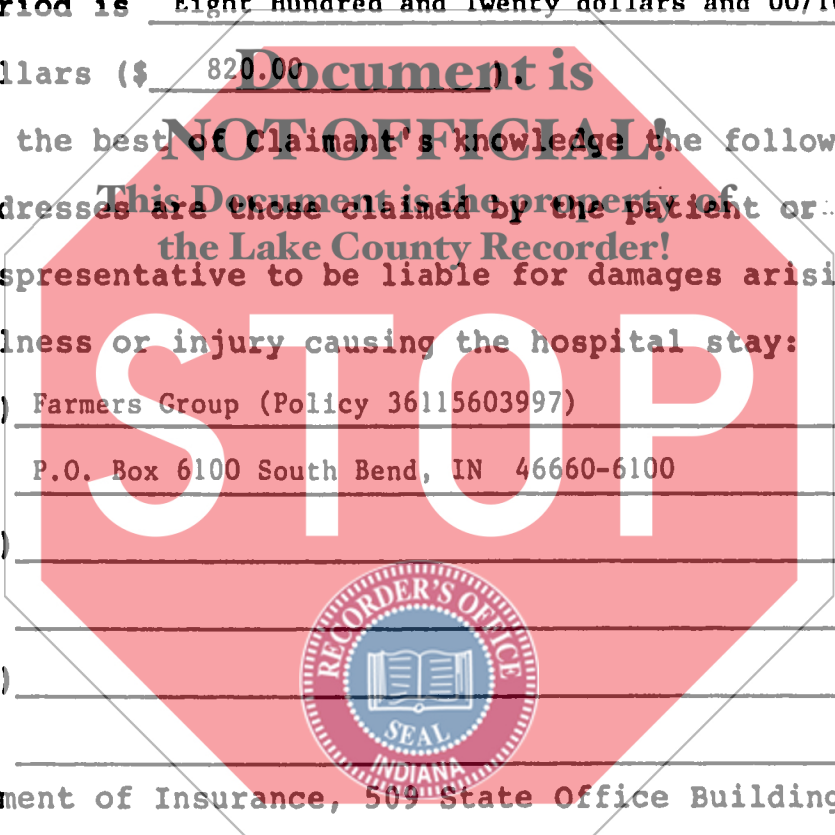 riod is Eight Hundred and Twenty dollars and 00/10
llars ($ 820.00 ).
Document is
the best of Claimant's knowledge the follow
NOT OFFICIAL!
dresses are those claimed by the patient or
This Document is the property of
the Lake County Recorder!
spresentative to be liable for damages arisi
lness or injury causing the hospital stay:
STOP
) Farmers Group (Policy 36115603997)
P.O. Box 6100 South Bend, IN 46660-6100
)
RECORDER'S OFFICE
)
SEAL
INDIANA
ment of Insurance, 509 State Office Building